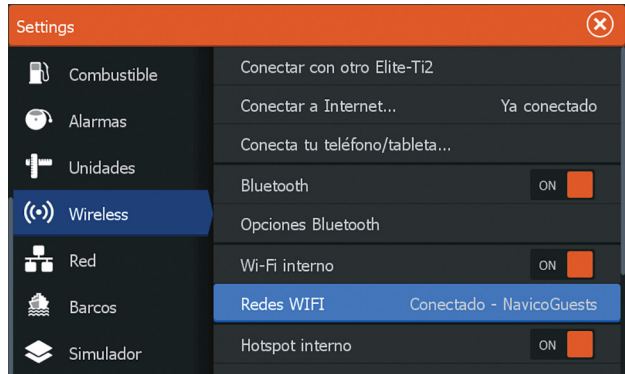 Settings
Combustible
Alarmas
Unidades
Wireless
Red
Barcos
Simulador
Conectar con otro Elite-Ti2
Conectar a Internet... Ya conectado
Conecta tu teléfono/tableta...
Bluetooth ON
Opciones Bluetooth
Wi-Fi interno ON
Redes WIFI Conectado - NavicoGuests
Hotspot interno ON